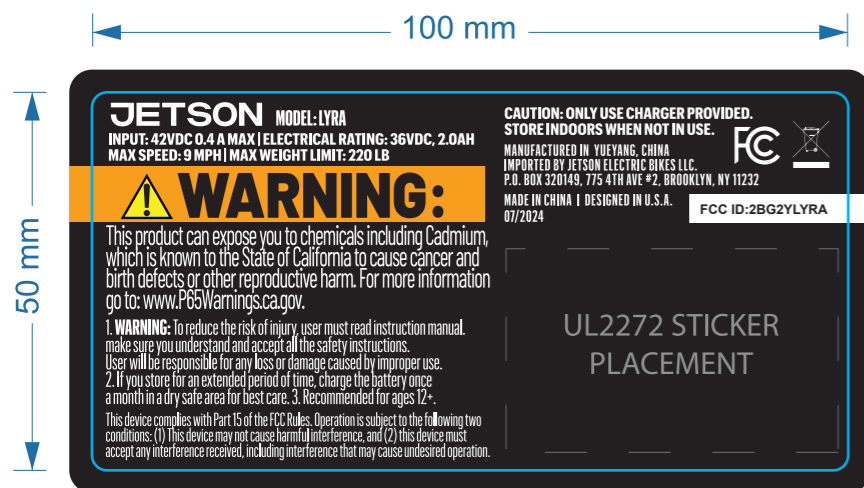 100 mm
50 mm
JETSON MODEL: LYRA
INPUT: 42VDC 0.4 A MAX | ELECTRICAL RATING: 36VDC, 2.0AH
MAX SPEED: 9 MPH | MAX WEIGHT LIMIT: 220 LB
WARNING:
This product can expose you to chemicals including Cadmium,
which is known to the State of California to cause cancer and
birth defects or other reproductive harm. For more information
go to: www.P65Warnings.ca.gov.
1. WARNING: To reduce the risk of injury, user must read instruction manual.
make sure you understand and accept all the safety instructions.
User will be responsible for any loss or damage caused by improper use.
2. If you store for an extended period of time, charge the battery once
a month in a dry safe area for best care. 3. Recommended for ages 12+.
This device complies with Part 15 of the FCC Rules. Operation is subject to the following two
conditions: (1) This device may not cause harmful interference, and (2) this device must
accept any interference received, including interference that may cause undesired operation.
CAUTION: ONLY USE CHARGER PROVIDED.
STORE INDOORS WHEN NOT IN USE.
MANUFACTURED IN YUEYANG, CHINA
IMPORTED BY JETSON ELECTRIC BIKES LLC.
P.O. BOX 320149, 775 4TH AVE #2, BROOKLYN, NY 11232
MADE IN CHINA | DESIGNED IN U.S.A.
07/2024
FC
FCC ID:2BG2YLYRA
UL2272 STICKER
PLACEMENT